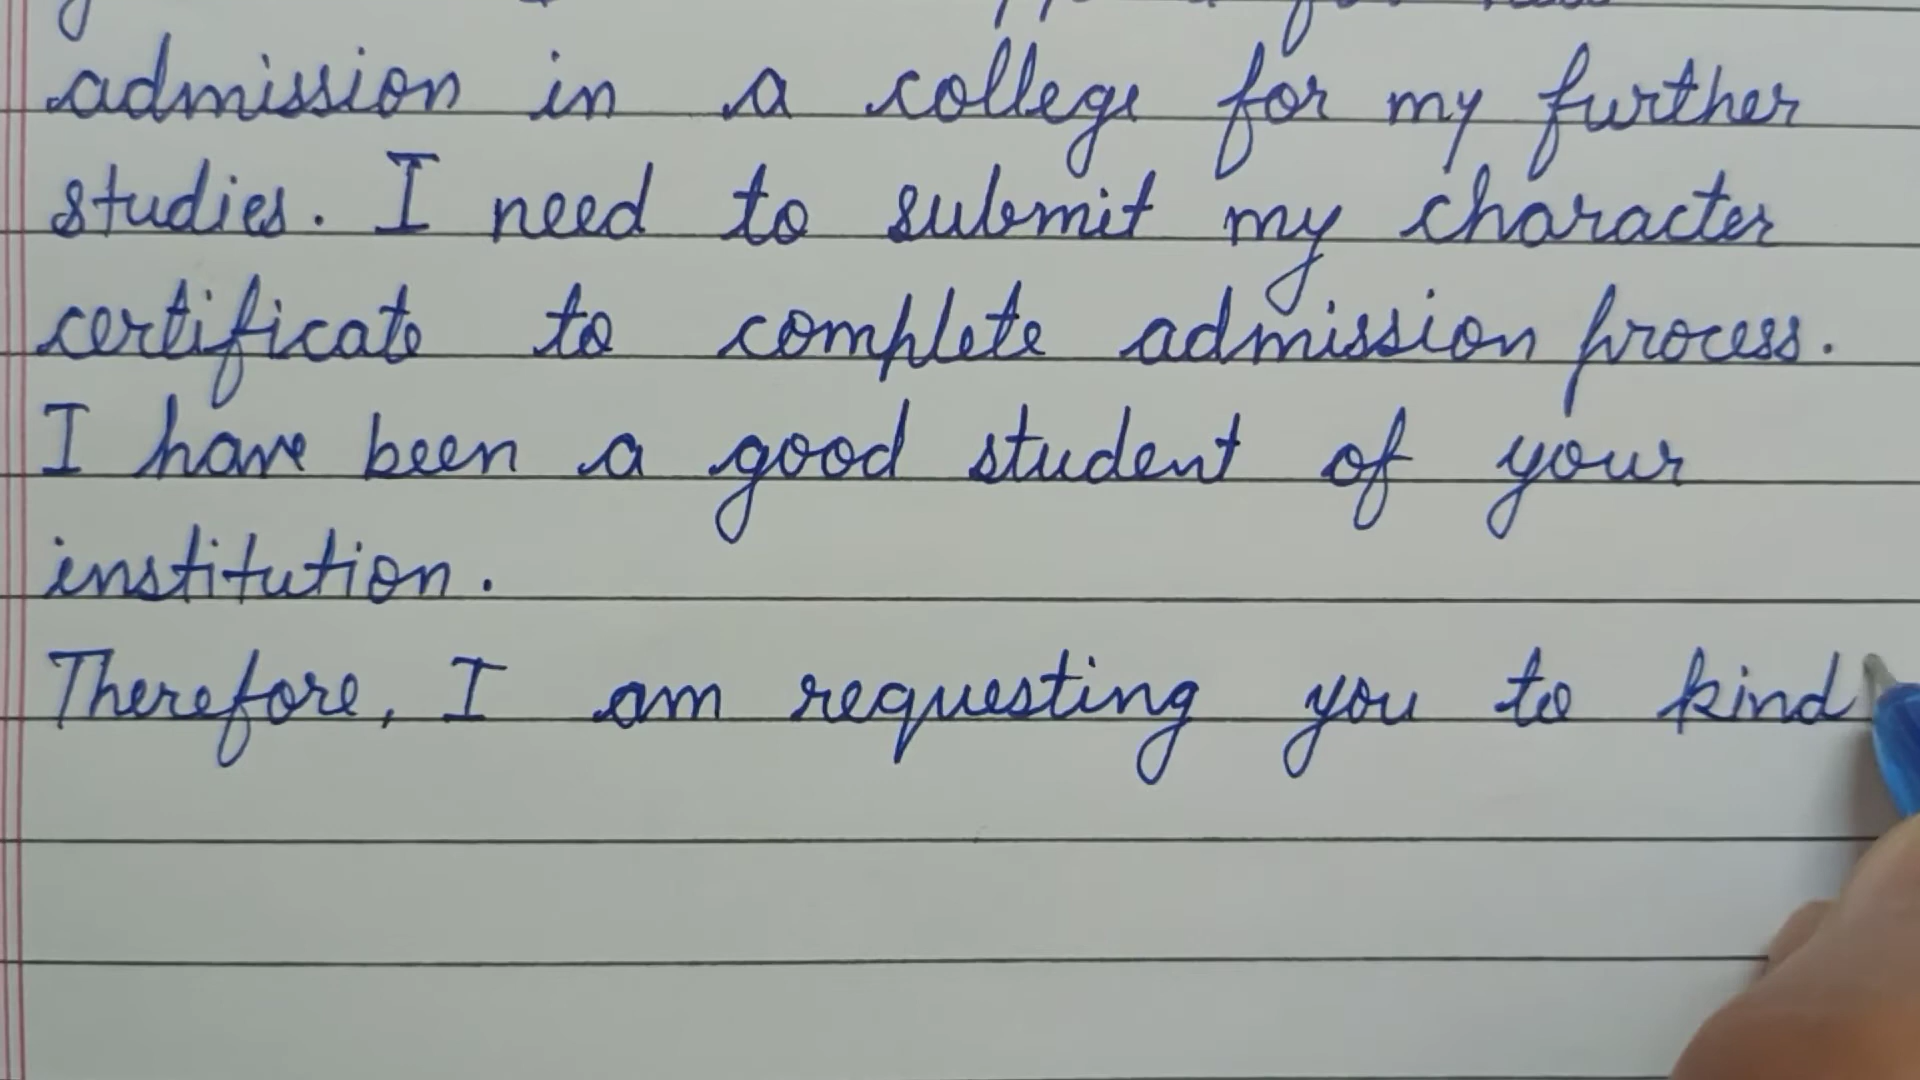 admission in a college for my further
studies. I need to submit my character
certificate to complete admission process.
I have been a good student of your
institution.
Therefore, I am requesting you to kind